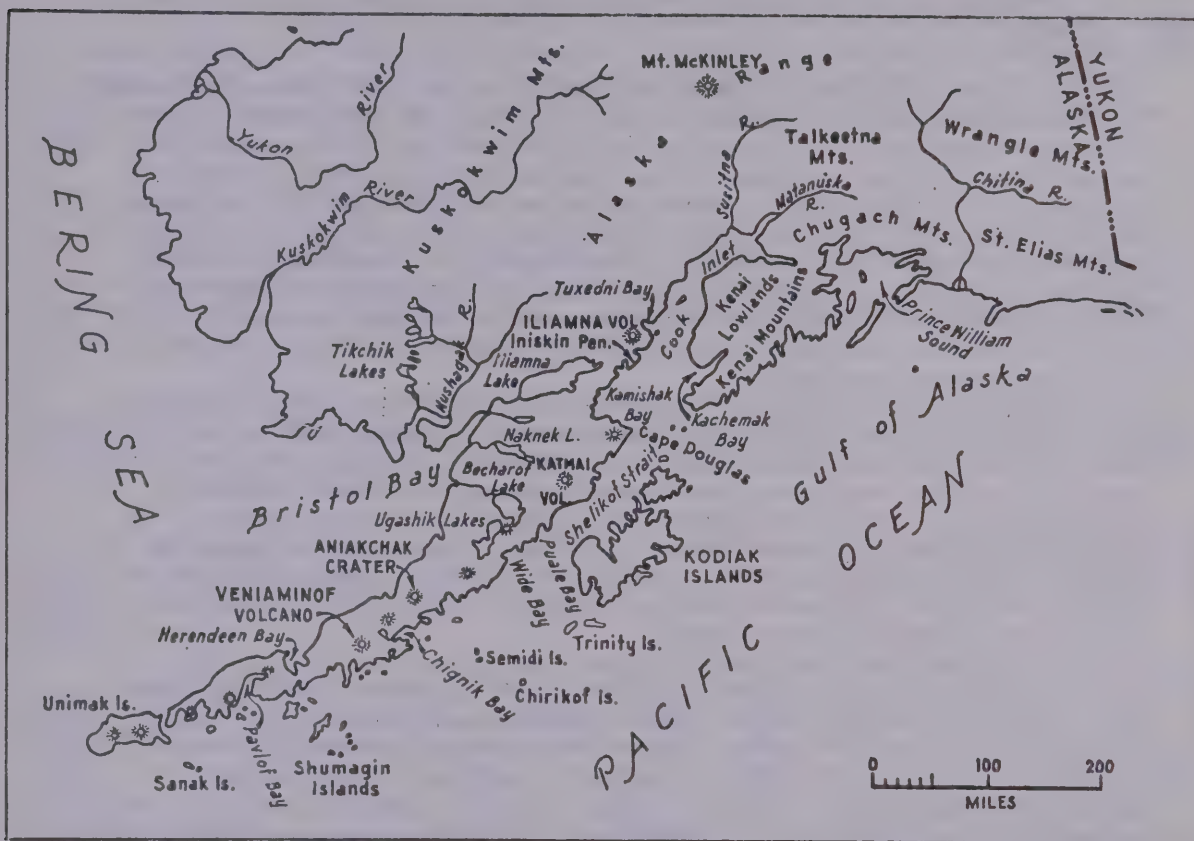 Mt. McKINLEY
Range
Alaska
YUKON
ALASKA
BERING
SEA
Yukon
River
Kuskokwim
River
Kuskokwim Mts.
Susitna
R.
Talkeetna
Mts.
Matanuska
R.
Wrangle Mts.
Chitina R.
Chugach Mts.
St. Elias Mts.
Tuxedni Bay
ILIAMNA VOL.
Iniskin Pen.
Iliamna
Lake
Cook
Inlet
Kenai
Lowlands
Kenai Mountains
Prince William
Sound
Tikchik
Lakes
Nushagak
R.
Kamishak
Bay
Kachemak
Bay
Cape Douglas
Gulf of Alaska
Naknek L.
Becharof
Lake
KATMAI
VOL.
Bristol Bay
Ugashik Lakes
Shelikof Strait
ANIAKCHAK
CRATER
Wide Bay
Puale Bay
KODIAK
ISLANDS
VENIAMINOF
VOLCANO
Herendeen Bay
Trinity Is.
Semidi Is.
Chirikof Is.
Chignik Bay
Unimak Is.
Sanak Is.
Pavlof Bay
Shumagin
Islands
PACIFIC
OCEAN
0 100 200
MILES